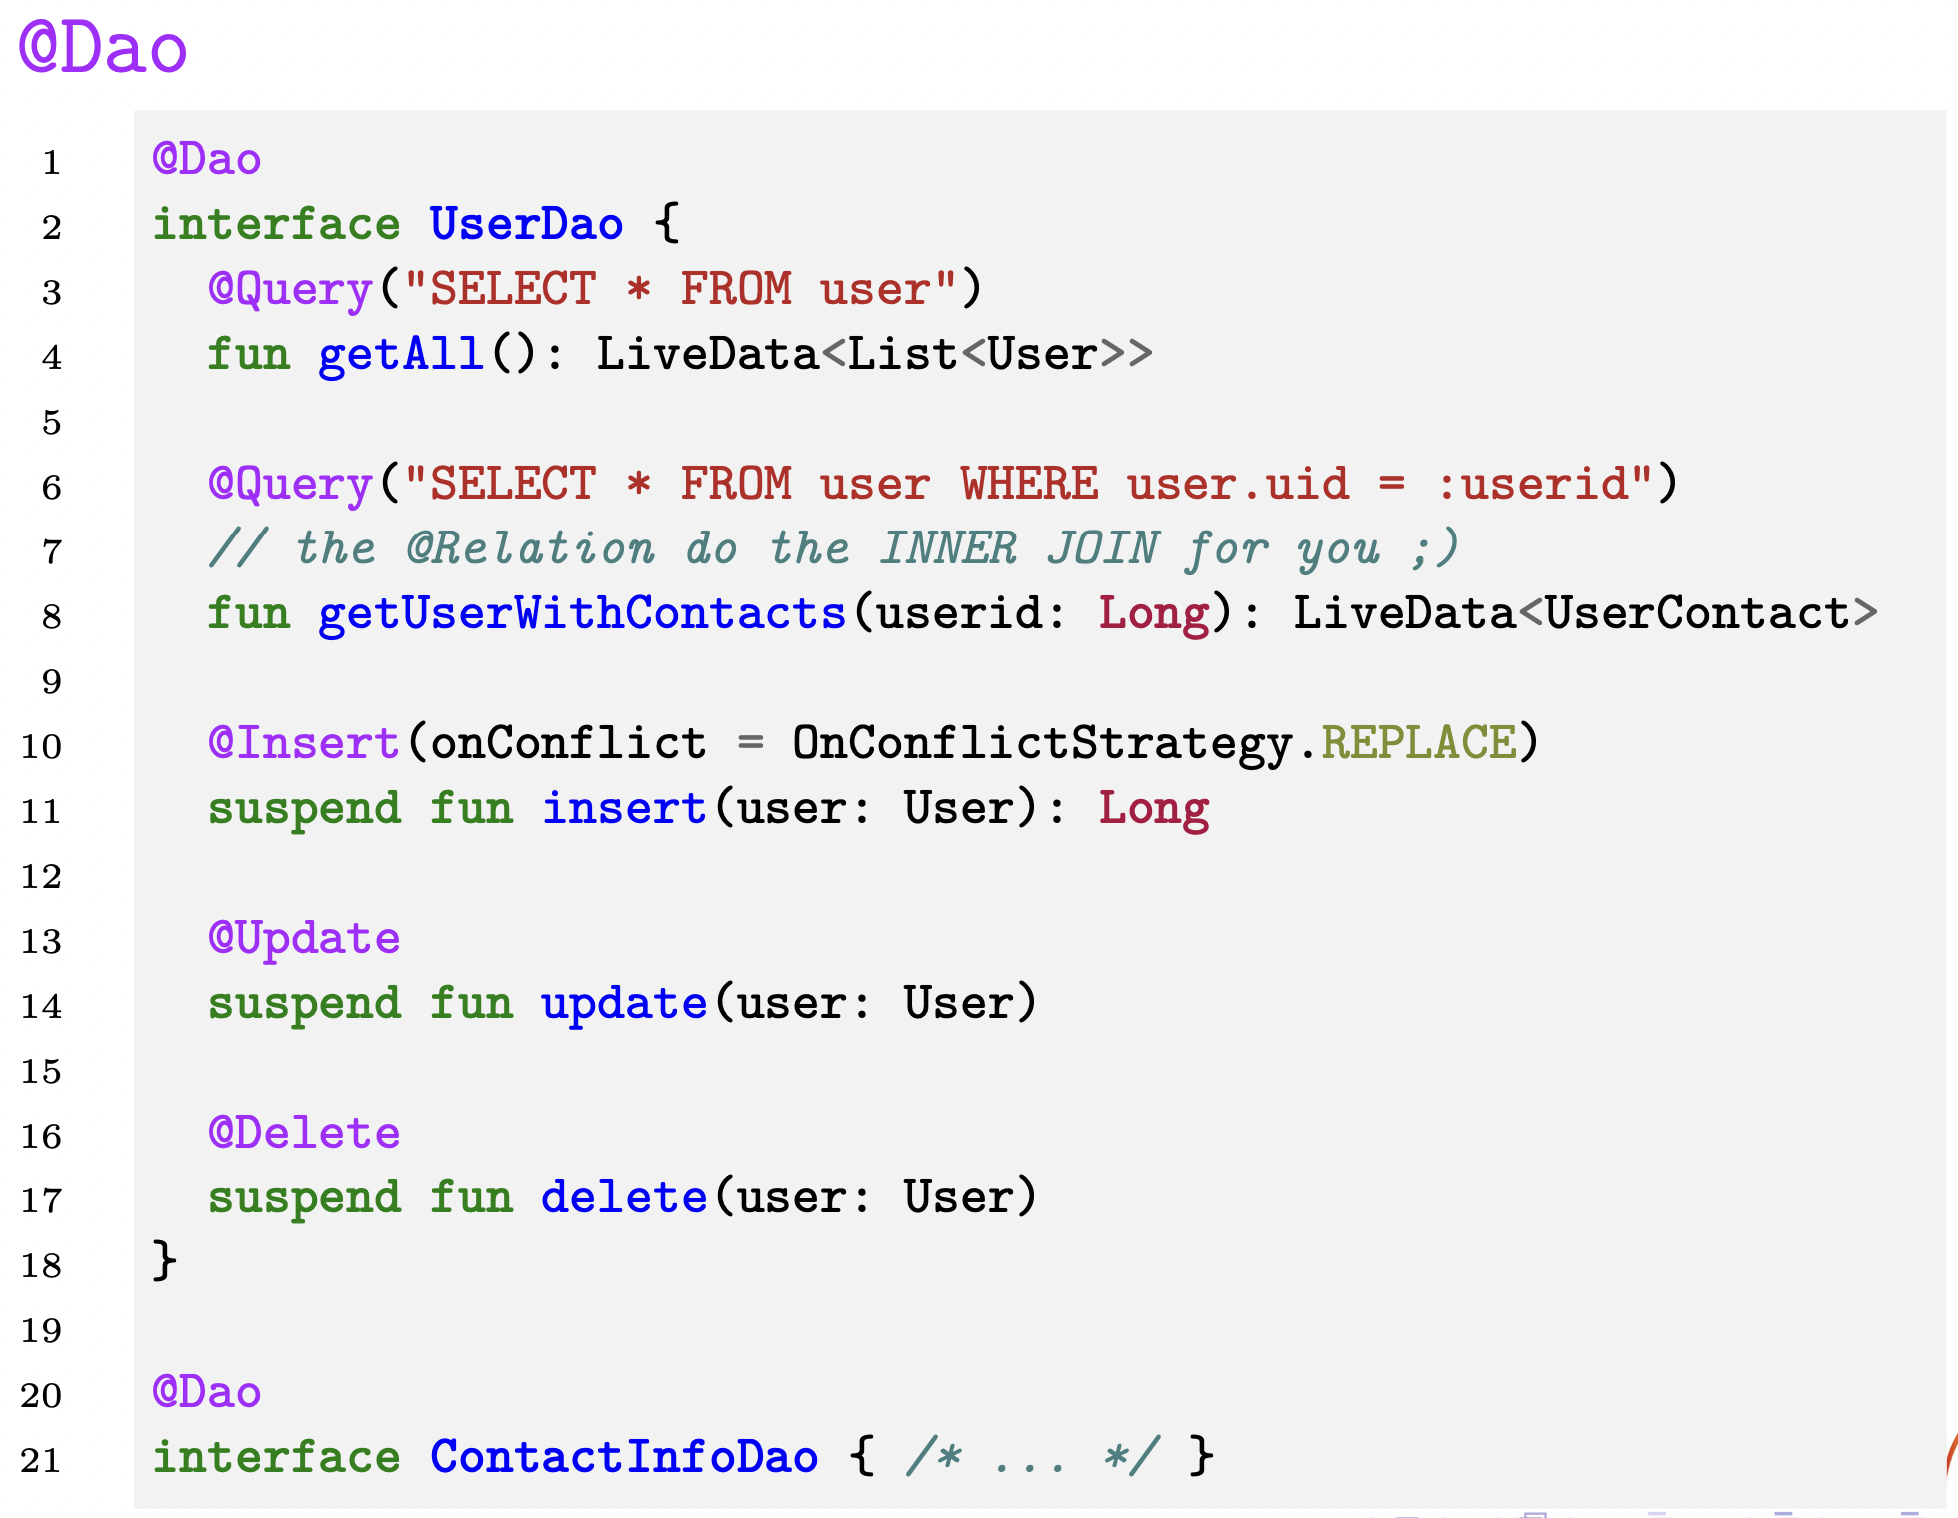 @Dao
1 @Dao
2 interface UserDao {
3   @Query("SELECT * FROM user")
4   fun getAll(): LiveData<List<User>>
5
6   @Query("SELECT * FROM user WHERE user.uid = :userid")
7   // the @Relation do the INNER JOIN for you ;)
8   fun getUserWithContacts(userid: Long): LiveData<UserContact>
9
10   @Insert(onConflict = OnConflictStrategy.REPLACE)
11   suspend fun insert(user: User): Long
12
13   @Update
14   suspend fun update(user: User)
15
16   @Delete
17   suspend fun delete(user: User)
18 }
19
20 @Dao
21 interface ContactInfoDao { /* ... */ }